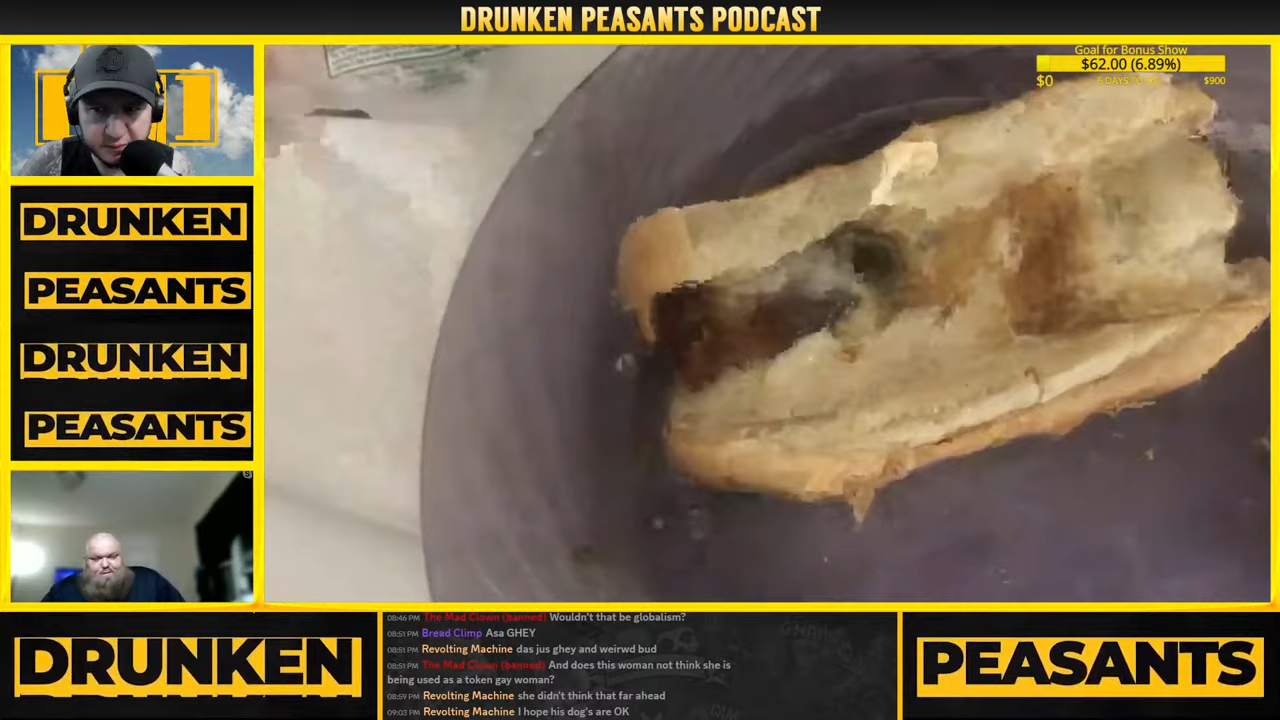 DRUNKEN PEASANTS PODCAST
Goal for Bonus Show
$62.00 (6.89%)
$0
$900
DRUNKEN
PEASANTS
DRUNKEN
PEASANTS
DRUNKEN
08:46 PM The Mad Clown (banned) Wouldn't that be globalism?
08:51 PM Bread Climp Asa GHEY
08:51 PM Revolting Machine das jus ghey and weirwd bud
08:51 PM The Mad Clown (banned) And does this woman not think she is
being used as a token gay woman?
08:59 PM Revolting Machine she didn't think that far ahead
09:03 PM Revolting Machine I hope his dog's are OK
PEASANTS